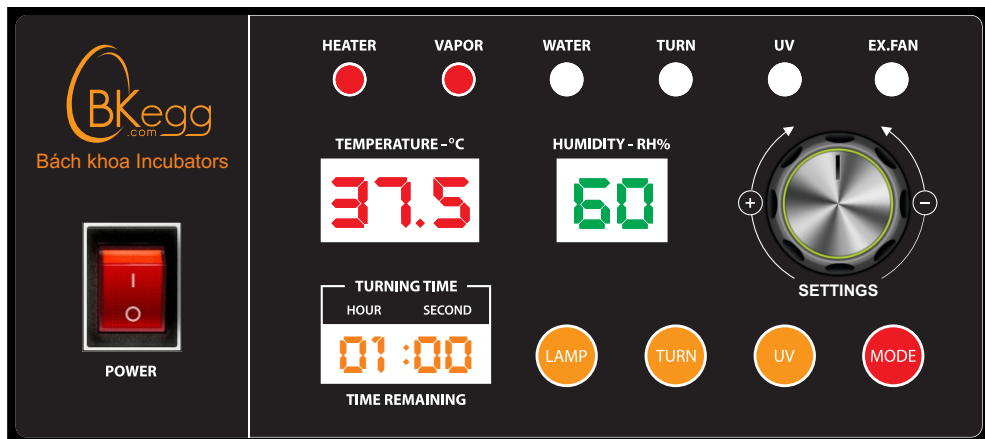 BKegg
.com
Bách khoa Incubators
I
O
POWER
HEATER VAPOR WATER TURN UV EX.FAN
TEMPERATURE-°C HUMIDITY - RH%
37.5 60
+ −
SETTINGS
TURNING TIME
HOUR SECOND
01:00
TIME REMAINING
LAMP TURN UV MODE